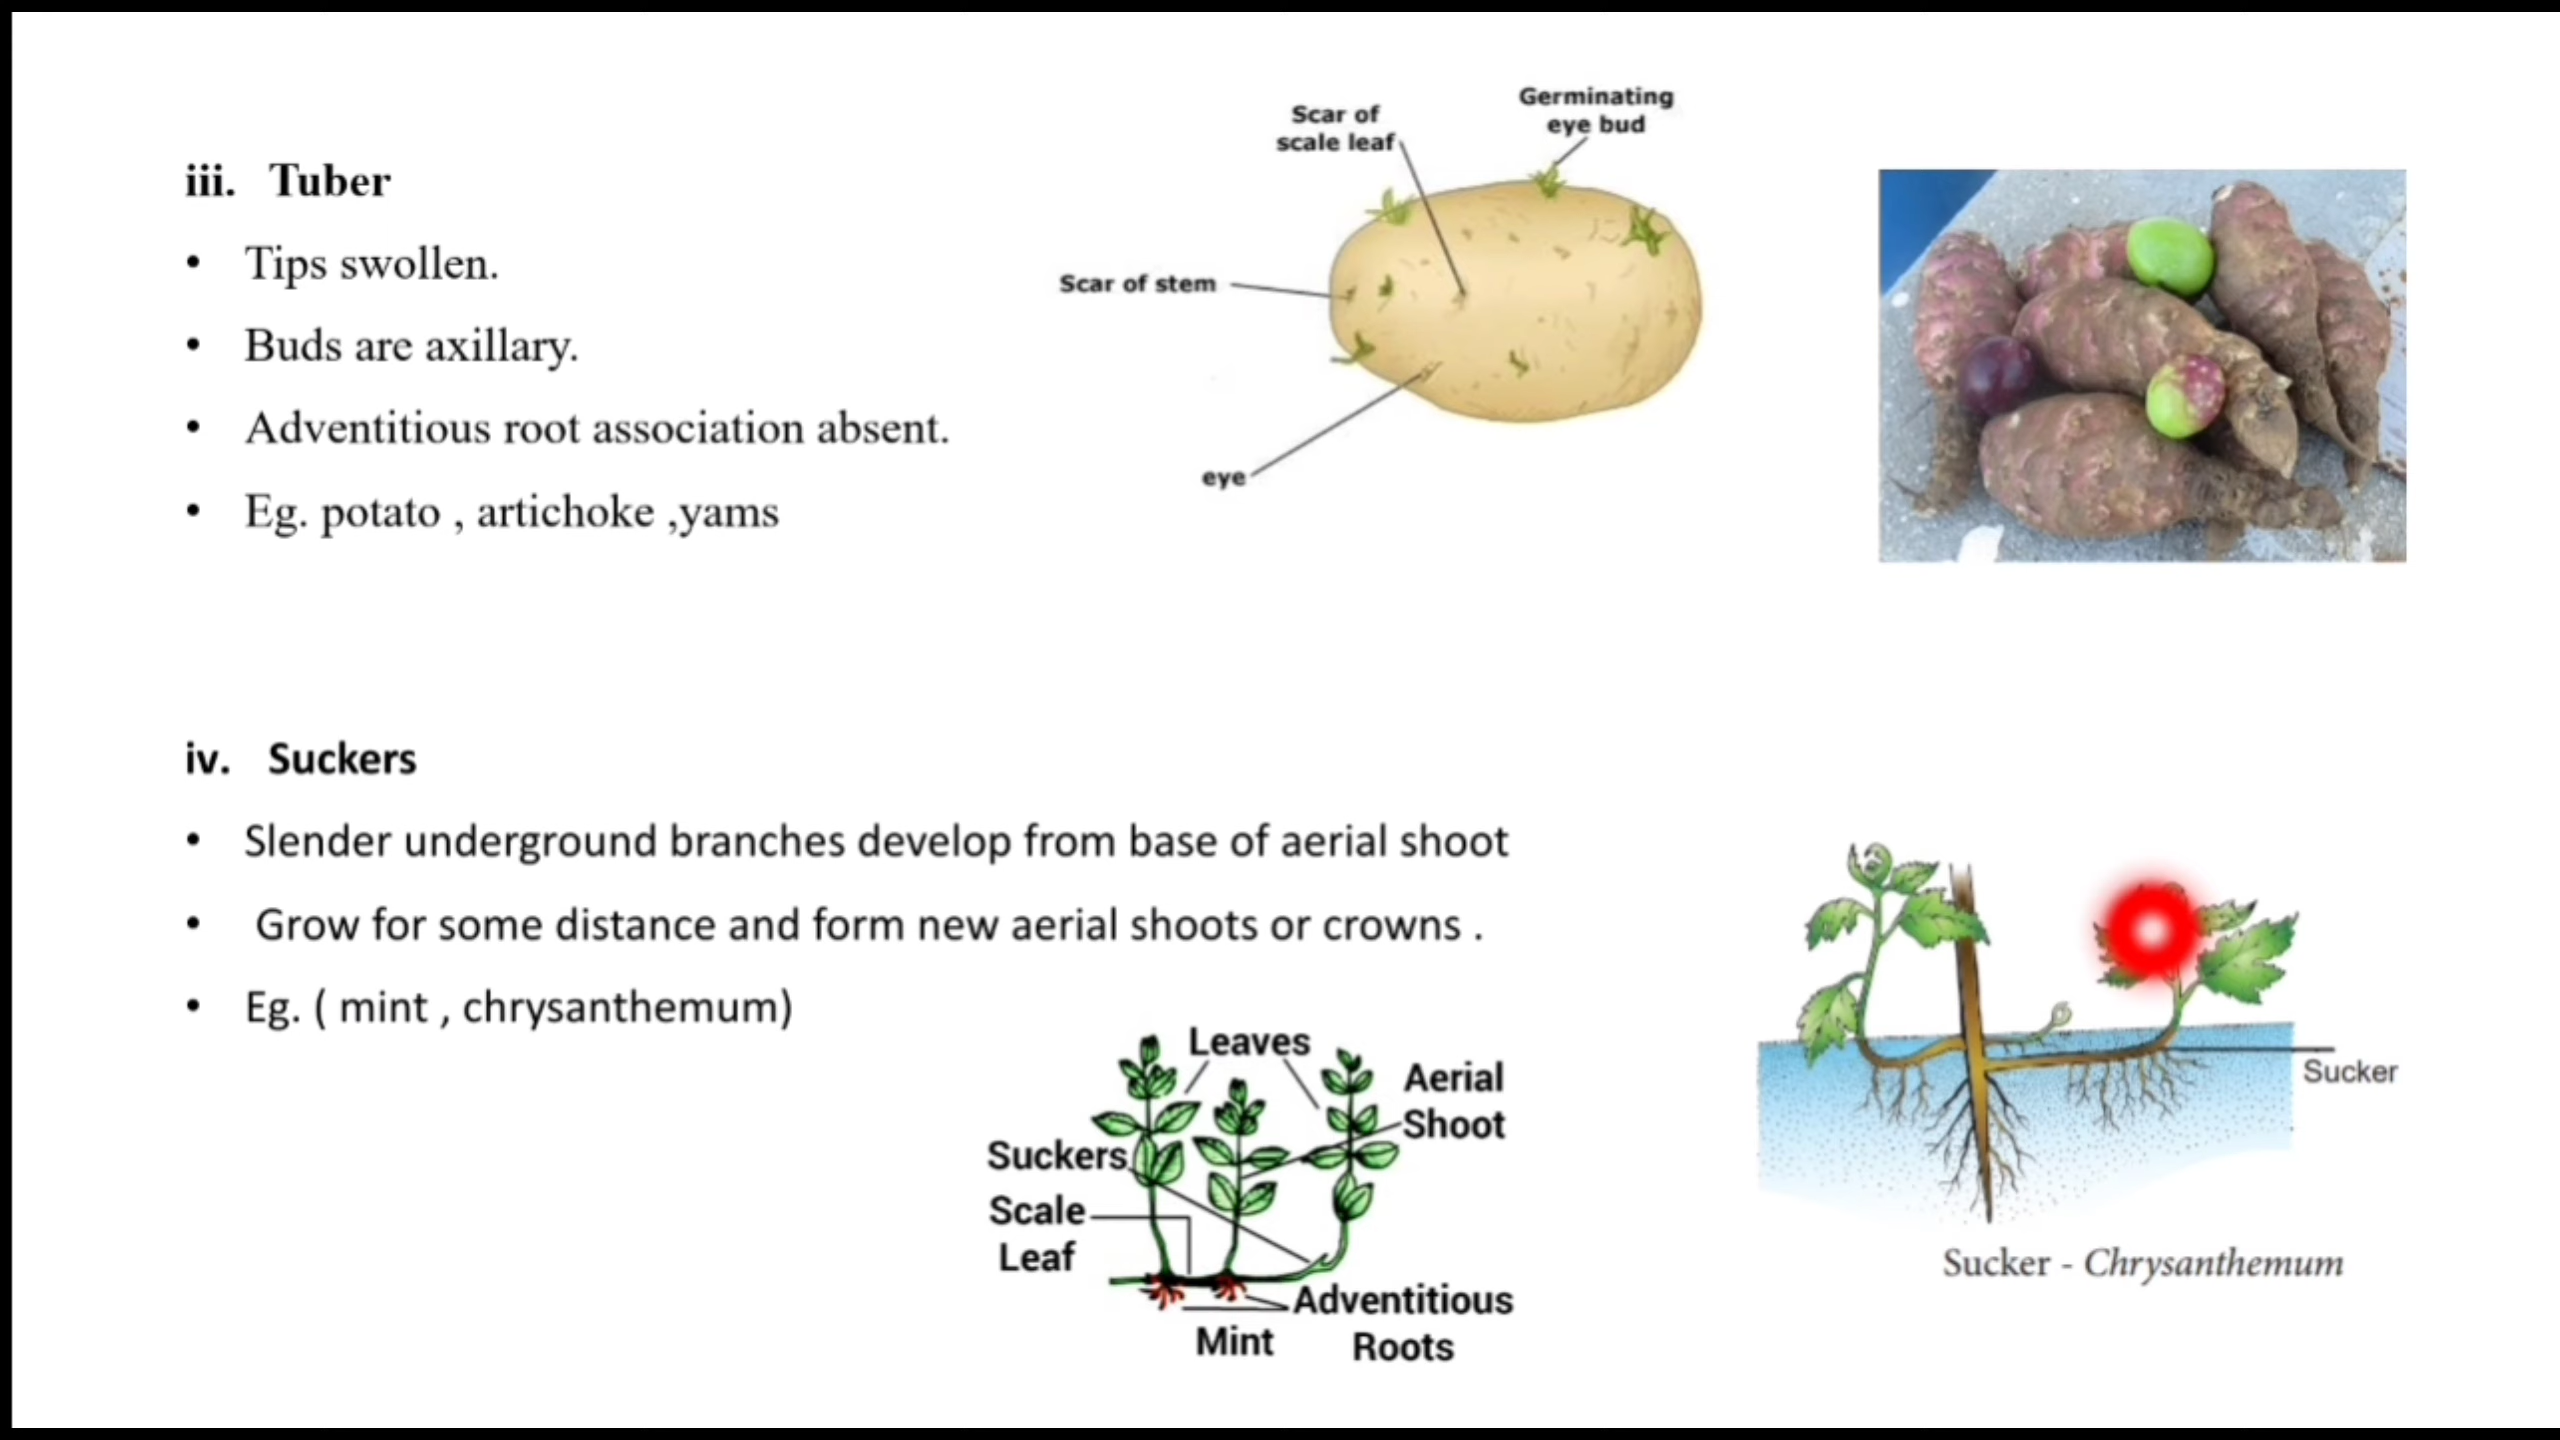 iii. Tuber
• Tips swollen.
• Buds are axillary.
• Adventitious root association absent.
• Eg. potato , artichoke ,yams
Scar of
scale leaf
Germinating
eye bud
Scar of stem
eye
iv. Suckers
• Slender underground branches develop from base of aerial shoot
• Grow for some distance and form new aerial shoots or crowns .
• Eg. ( mint , chrysanthemum)
Leaves
Aerial
Shoot
Suckers
Scale
Leaf
Adventitious
Roots
Mint
Sucker
Sucker - Chrysanthemum